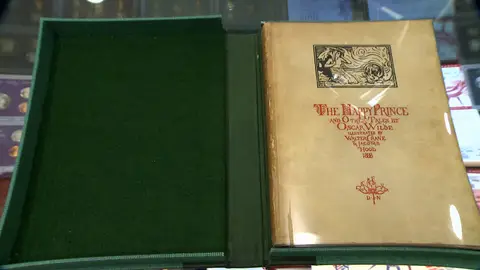 THE HAPPY PRINCE
AND OTHER TALES BY
OSCAR WILDE
ILLUSTRATED BY
WALTER CRANE
& JACOMB
HOOD
1888
D N